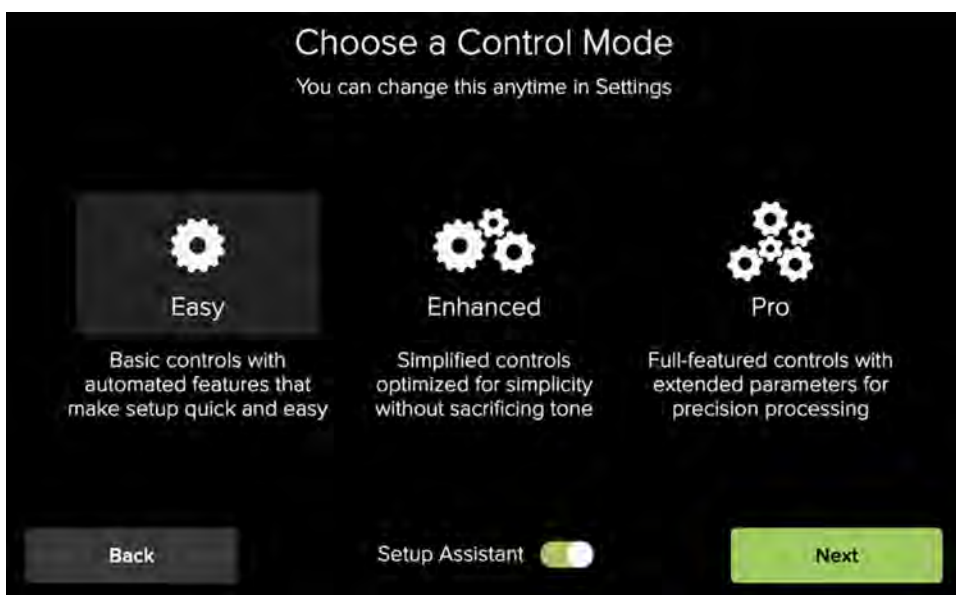 Choose a Control Mode
You can change this anytime in Settings
Easy
Basic controls with
automated features that
make setup quick and easy
Enhanced
Simplified controls
optimized for simplicity
without sacrificing tone
Pro
Full-featured controls with
extended parameters for
precision processing
Back
Setup Assistant
Next